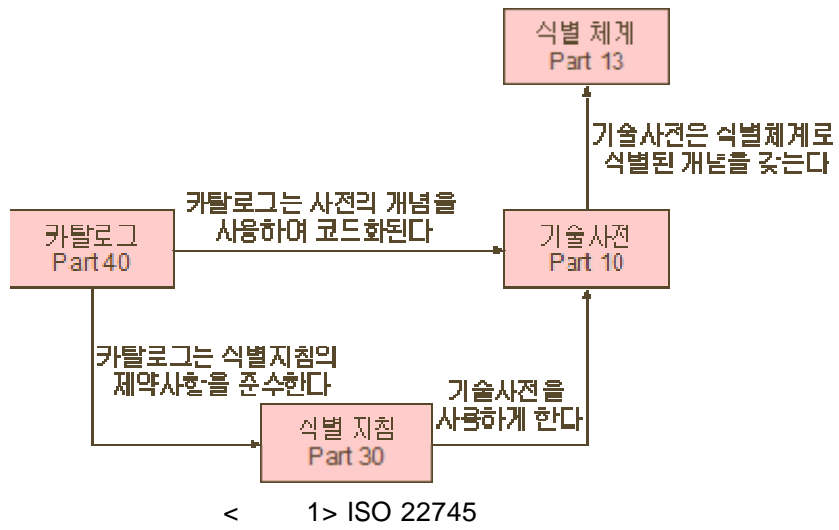 식별 체계
Part 13
기술사전은 식별체계로
식별된 개념을 갖는다
카탈로그는 사전의 개념을
사용하여 코드화된다
카탈로그
Part 40
기술사전
Part 10
카탈로그는 식별지침의
제약사항을 준수한다
기술사전을
사용하게 한다
식별 지침
Part 30
< 1> ISO 22745